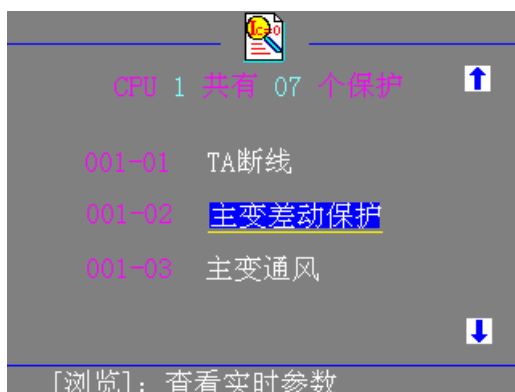 CPU 1 共有 07 个保护
001-01 TA断线
001-02 主变差动保护
001-03 主变通风
[浏览]: 查看实时参数